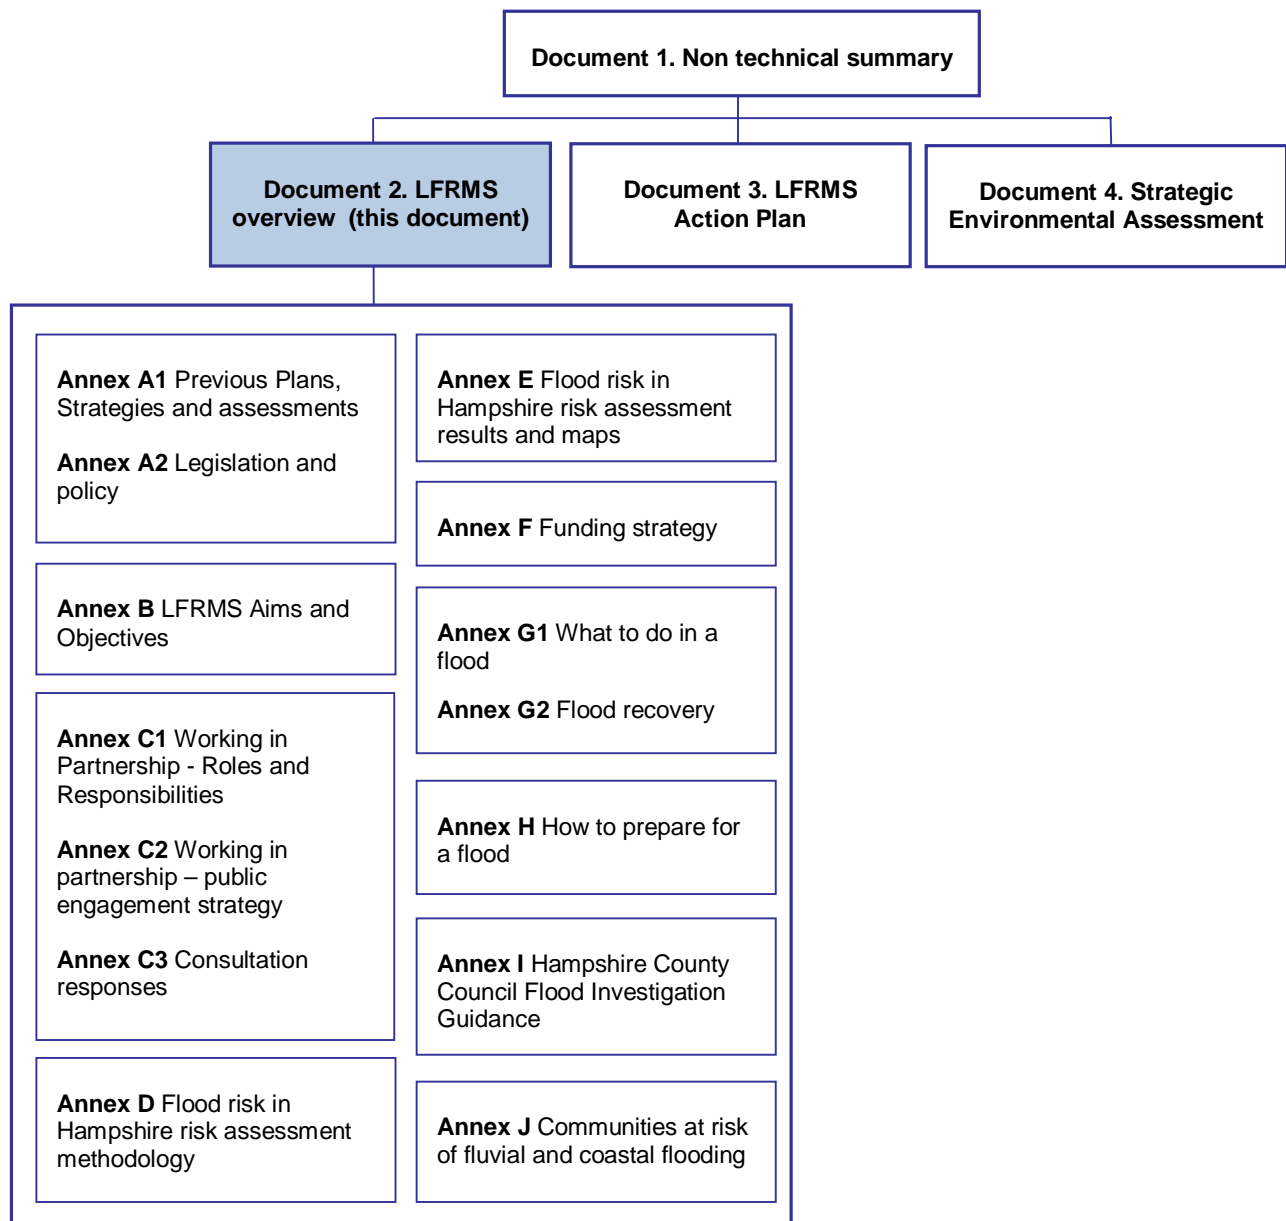 Document 1. Non technical summary
Document 2. LFRMS
overview (this document)
Document 3. LFRMS
Action Plan
Document 4. Strategic
Environmental Assessment
Annex A1 Previous Plans,
Strategies and assessments
Annex A2 Legislation and
policy
Annex B LFRMS Aims and
Objectives
Annex C1 Working in
Partnership - Roles and
Responsibilities
Annex C2 Working in
partnership – public
engagement strategy
Annex C3 Consultation
responses
Annex D Flood risk in
Hampshire risk assessment
methodology
Annex E Flood risk in
Hampshire risk assessment
results and maps
Annex F Funding strategy
Annex G1 What to do in a
flood
Annex G2 Flood recovery
Annex H How to prepare for
a flood
Annex I Hampshire County
Council Flood Investigation
Guidance
Annex J Communities at risk
of fluvial and coastal flooding